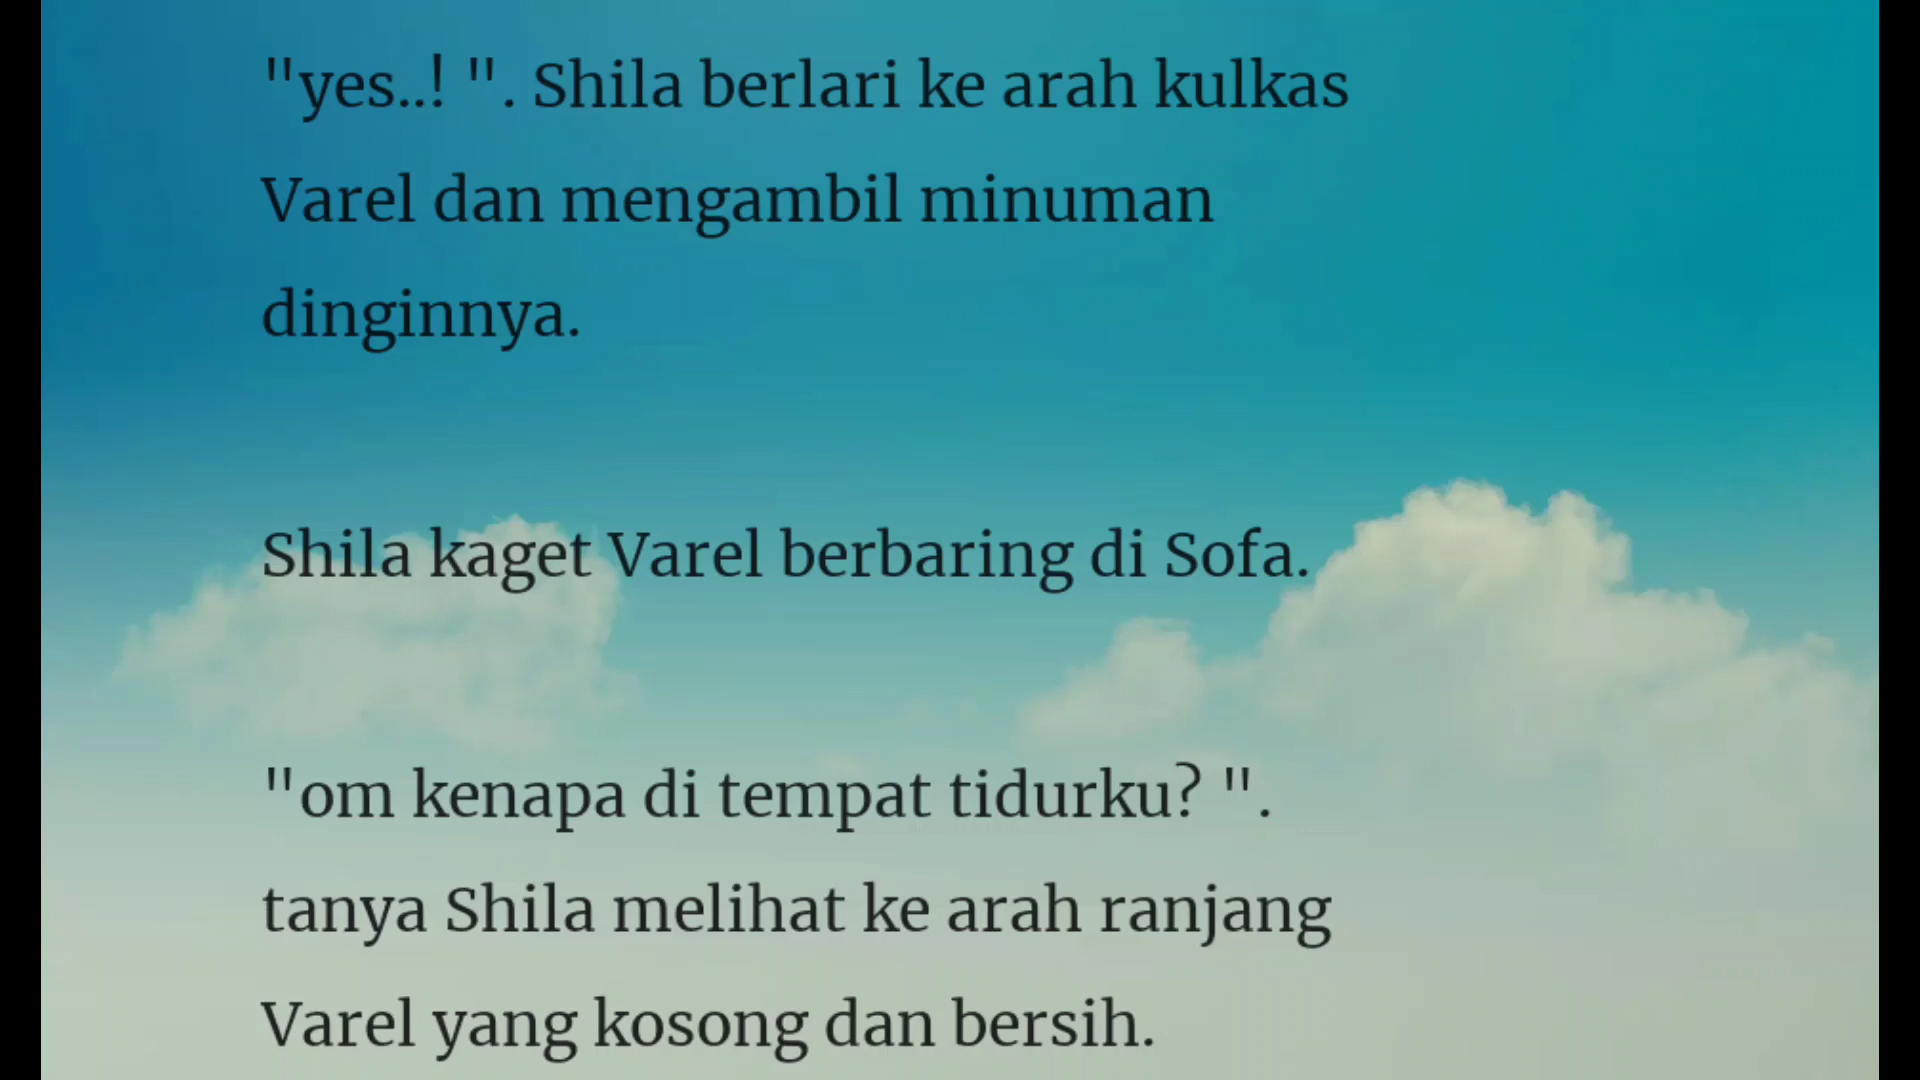 "yes..! ". Shila berlari ke arah kulkas
Varel dan mengambil minuman
dinginnya.
Shila kaget Varel berbaring di Sofa.
"om kenapa di tempat tidurku? ".
tanya Shila melihat ke arah ranjang
Varel yang kosong dan bersih.